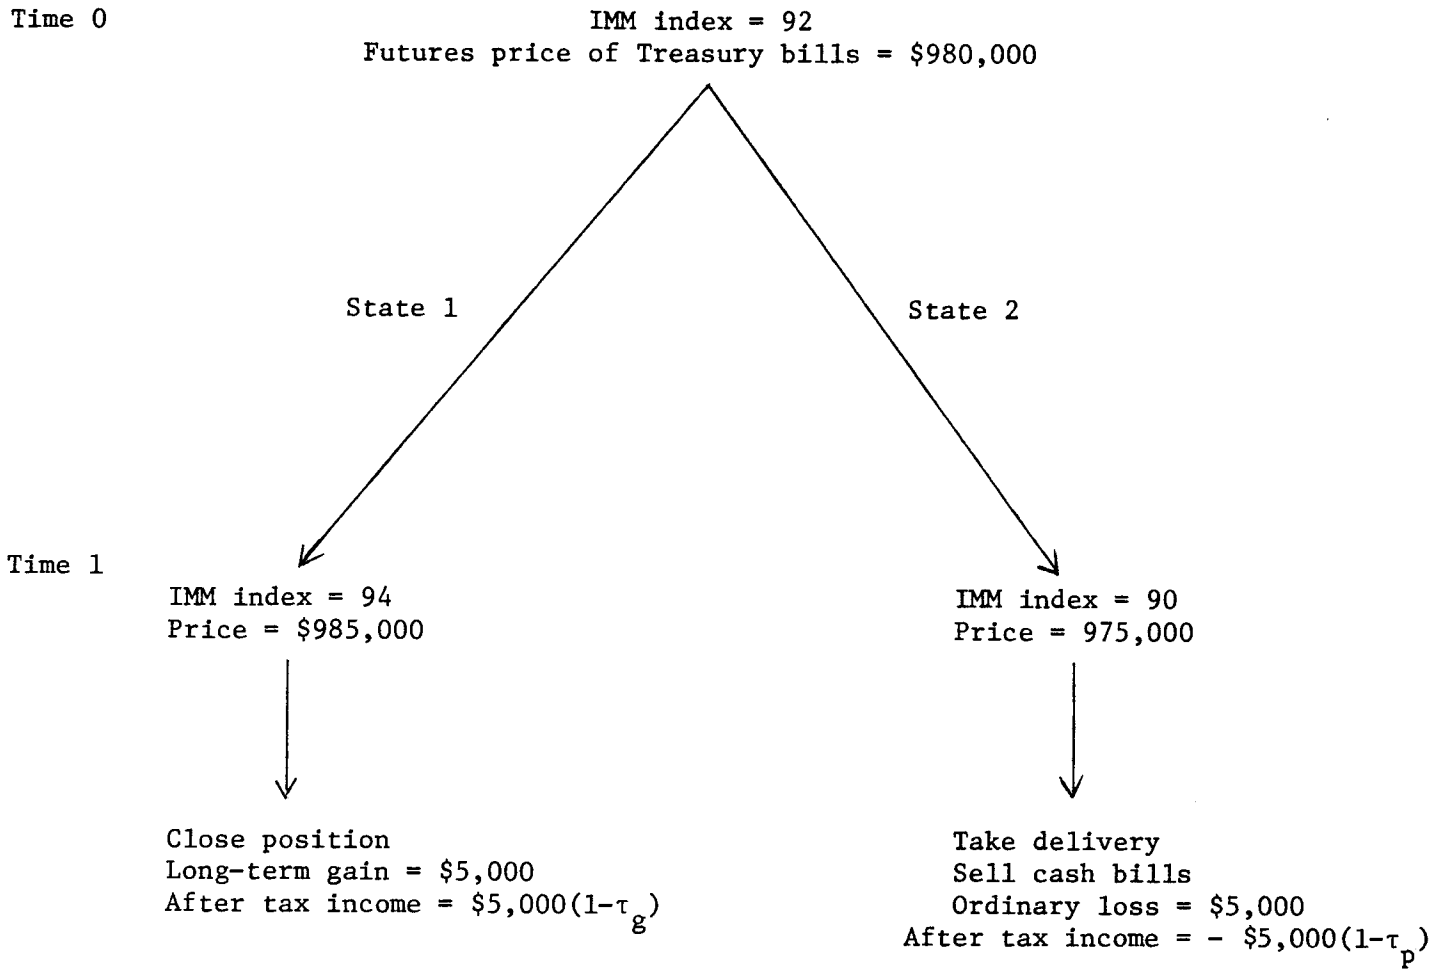 Time 0
IMM index = 92
Futures price of Treasury bills = $980,000
State 1
State 2
Time 1
IMM index = 94
Price = $985,000
IMM index = 90
Price = 975,000
Close position
Long-term gain = $5,000
After tax income = $5,000(1-τg)
Take delivery
Sell cash bills
Ordinary loss = $5,000
After tax income = - $5,000(1-τp)